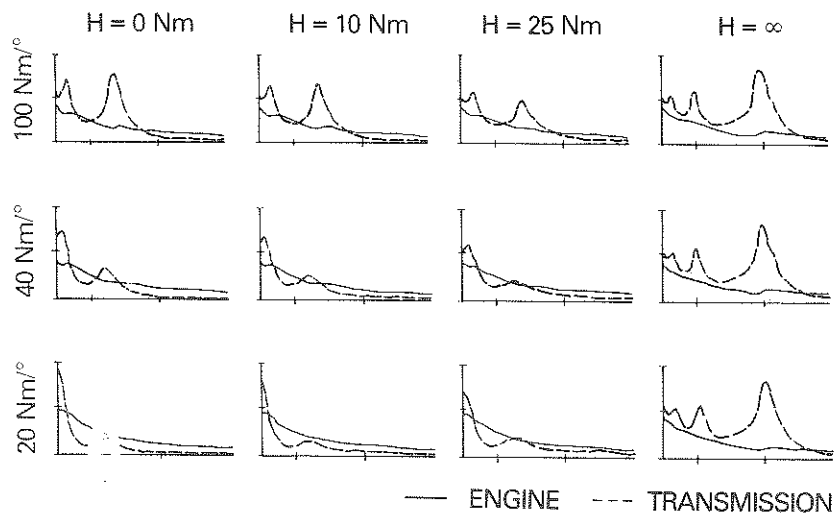 H = 0 Nm
H = 10 Nm
H = 25 Nm
H = ∞
100 Nm/°
40 Nm/°
20 Nm/°
ENGINE
TRANSMISSION